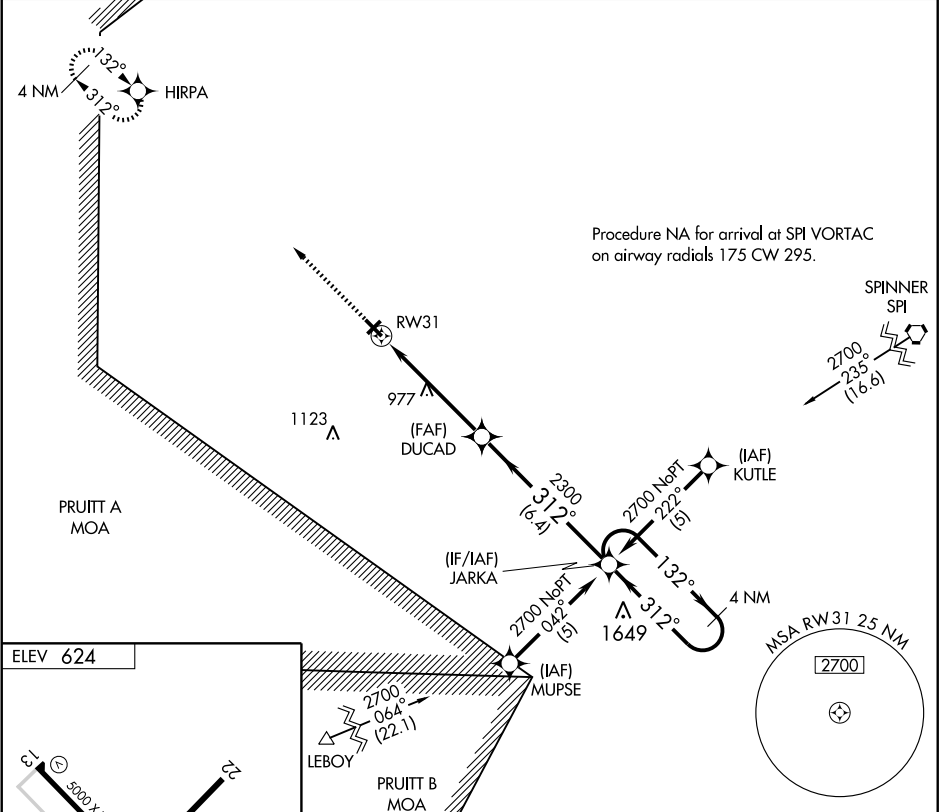 132°
4 NM
312°
HIRPA
Procedure NA for arrival at SPI VORTAC
on airway radials 175 CW 295.
SPINNER
SPI
2700
235°
(16.6)
RW31
977
1123
(FAF)
DUCAD
(IAF)
KUTLE
2700 NoPT
222°
(5)
2300
312°
(6.4)
PRUITT A
MOA
(IF/IAF)
JARKA
132°
312°
4 NM
1649
2700 NoPT
042°
(5)
(IAF)
MUPSE
MSA RW31 25 NM
2700
ELEV 624
2700
064°
(22.1)
LEBOY
PRUITT B
MOA
13
V
5000 X
22